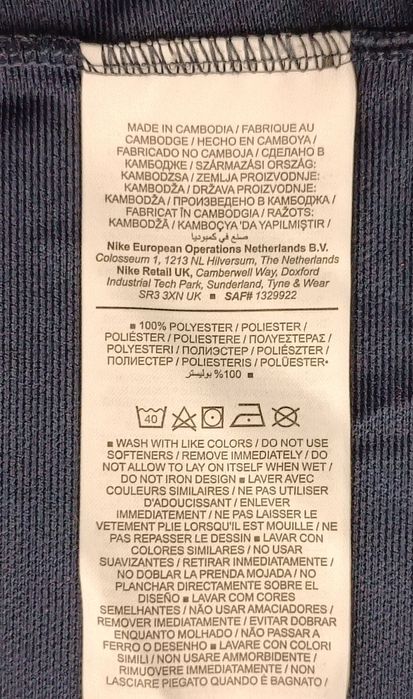 MADE IN CAMBODIA / FABRIQUE AU
CAMBODGE / HECHO EN CAMBOYA /
FABRICADO NO CAMBOJA / СДЕЛАНО В
КАМБОДЖЕ / SZÁRMAZÁSI ORSZÁG:
KAMBODZSA / ZEMLJA PROIZVODNJE:
KAMBODŽA / DRŽAVA PROIZVODNJE:
KAMBODŽA / ПРОИЗВЕДЕНО В КАМБОДЖА /
FABRICAT ÎN CAMBODGIA / RAŽOTS:
KAMBODŽĀ / KAMBOÇYA 'DA YAPILMIŞTIR /
صنع في كمبوديا
Nike European Operations Netherlands B.V.
Colosseum 1, 1213 NL Hilversum, The Netherlands
Nike Retail UK, Camberwell Way, Doxford
Industrial Tech Park, Sunderland, Tyne & Wear
SR3 3XN UK ■ SAF# 1329922
■ 100% POLYESTER / POLIESTER /
POLIÉSTER / POLIESTERE / ΠΟΛΥΕΣΤΕΡΑΣ /
POLYESTERI / ПОЛИЭСТЕР / POLIÉSZTER /
ПОЛИЕСТЕР / POLIESTERIS / POLÜESTER•
■ %100 بوليستر ■
40
■ WASH WITH LIKE COLORS / DO NOT USE
SOFTENERS / REMOVE IMMEDIATELY / DO
NOT ALLOW TO LAY ON ITSELF WHEN WET /
DO NOT IRON DESIGN ■ LAVER AVEC
COULEURS SIMILAIRES / NE PAS UTILISER
D'ADOUCISSANT / ENLEVER
IMMEDIATEMENT / NE PAS LAISSER LE
VETEMENT PLIE LORSQU'IL EST MOUILLE / NE
PAS REPASSER LE DESSIN ■ LAVAR CON
COLORES SIMILARES / NO USAR
SUAVIZANTES / RETIRAR INMEDIATAMENTE /
NO DOBLAR LA PRENDA MOJADA / NO
PLANCHAR DIRECTAMENTE SOBRE EL
DISEÑO ■ LAVAR COM CORES
SEMELHANTES / NÃO USAR AMACIADORES /
REMOVER IMEDIATAMENTE / EVITAR DOBRAR
ENQUANTO MOLHADO / NÃO PASSAR A
FERRO O DESENHO ■ LAVARE CON COLORI
SIMILI / NON USARE AMMORBIDENTE /
RIMUOVERE IMMEDIATAMENTE / NON
LASCIARE PIEGATO QUANDO È BAGNATO /